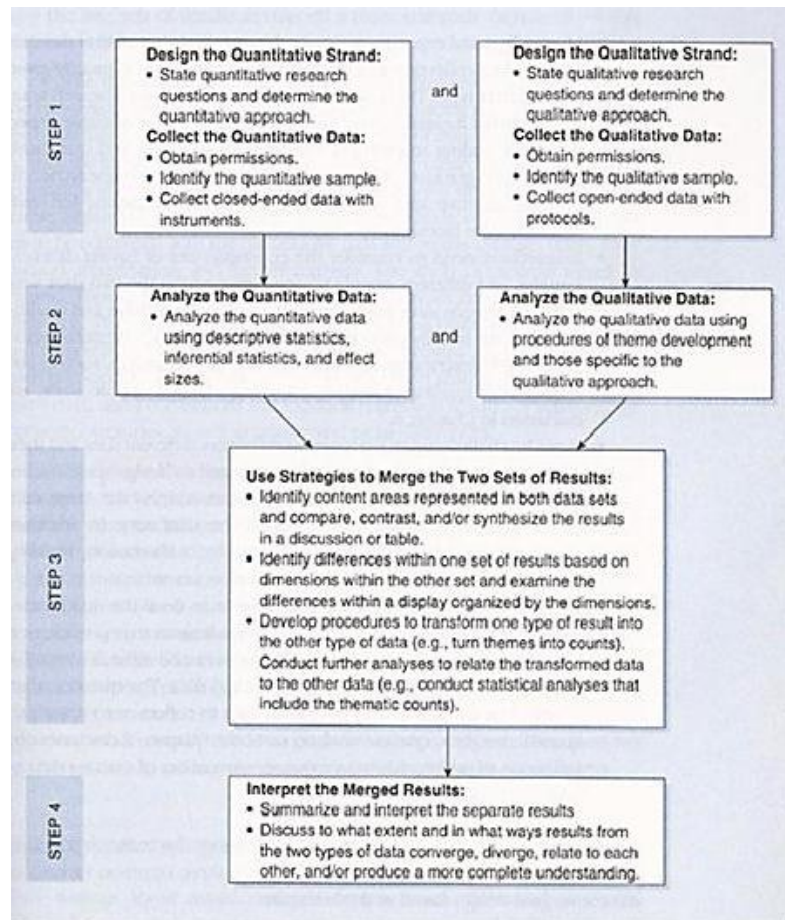 STEP 1
Design the Quantitative Strand:
• State quantitative research
questions and determine the
quantitative approach.
Collect the Quantitative Data:
• Obtain permissions.
• Identify the quantitative sample.
• Collect closed-ended data with
instruments.
and
Design the Qualitative Strand:
• State qualitative research
questions and determine the
qualitative approach.
Collect the Qualitative Data:
• Obtain permissions.
• Identify the qualitative sample.
• Collect open-ended data with
protocols.
STEP 2
Analyze the Quantitative Data:
• Analyze the quantitative data
using descriptive statistics,
inferential statistics, and effect
sizes.
and
Analyze the Qualitative Data:
• Analyze the qualitative data using
procedures of theme development
and those specific to the
qualitative approach.
STEP 3
Use Strategies to Merge the Two Sets of Results:
• Identify content areas represented in both data sets
and compare, contrast, and/or synthesize the results
in a discussion or table.
• Identify differences within one set of results based on
dimensions within the other set and examine the
differences within a display organized by the dimensions.
• Develop procedures to transform one type of result into
the other type of data (e.g., turn themes into counts).
Conduct further analyses to relate the transformed data
to the other data (e.g., conduct statistical analyses that
include the thematic counts).
STEP 4
Interpret the Merged Results:
• Summarize and interpret the separate results
• Discuss to what extent and in what ways results from
the two types of data converge, diverge, relate to each
other, and/or produce a more complete understanding.